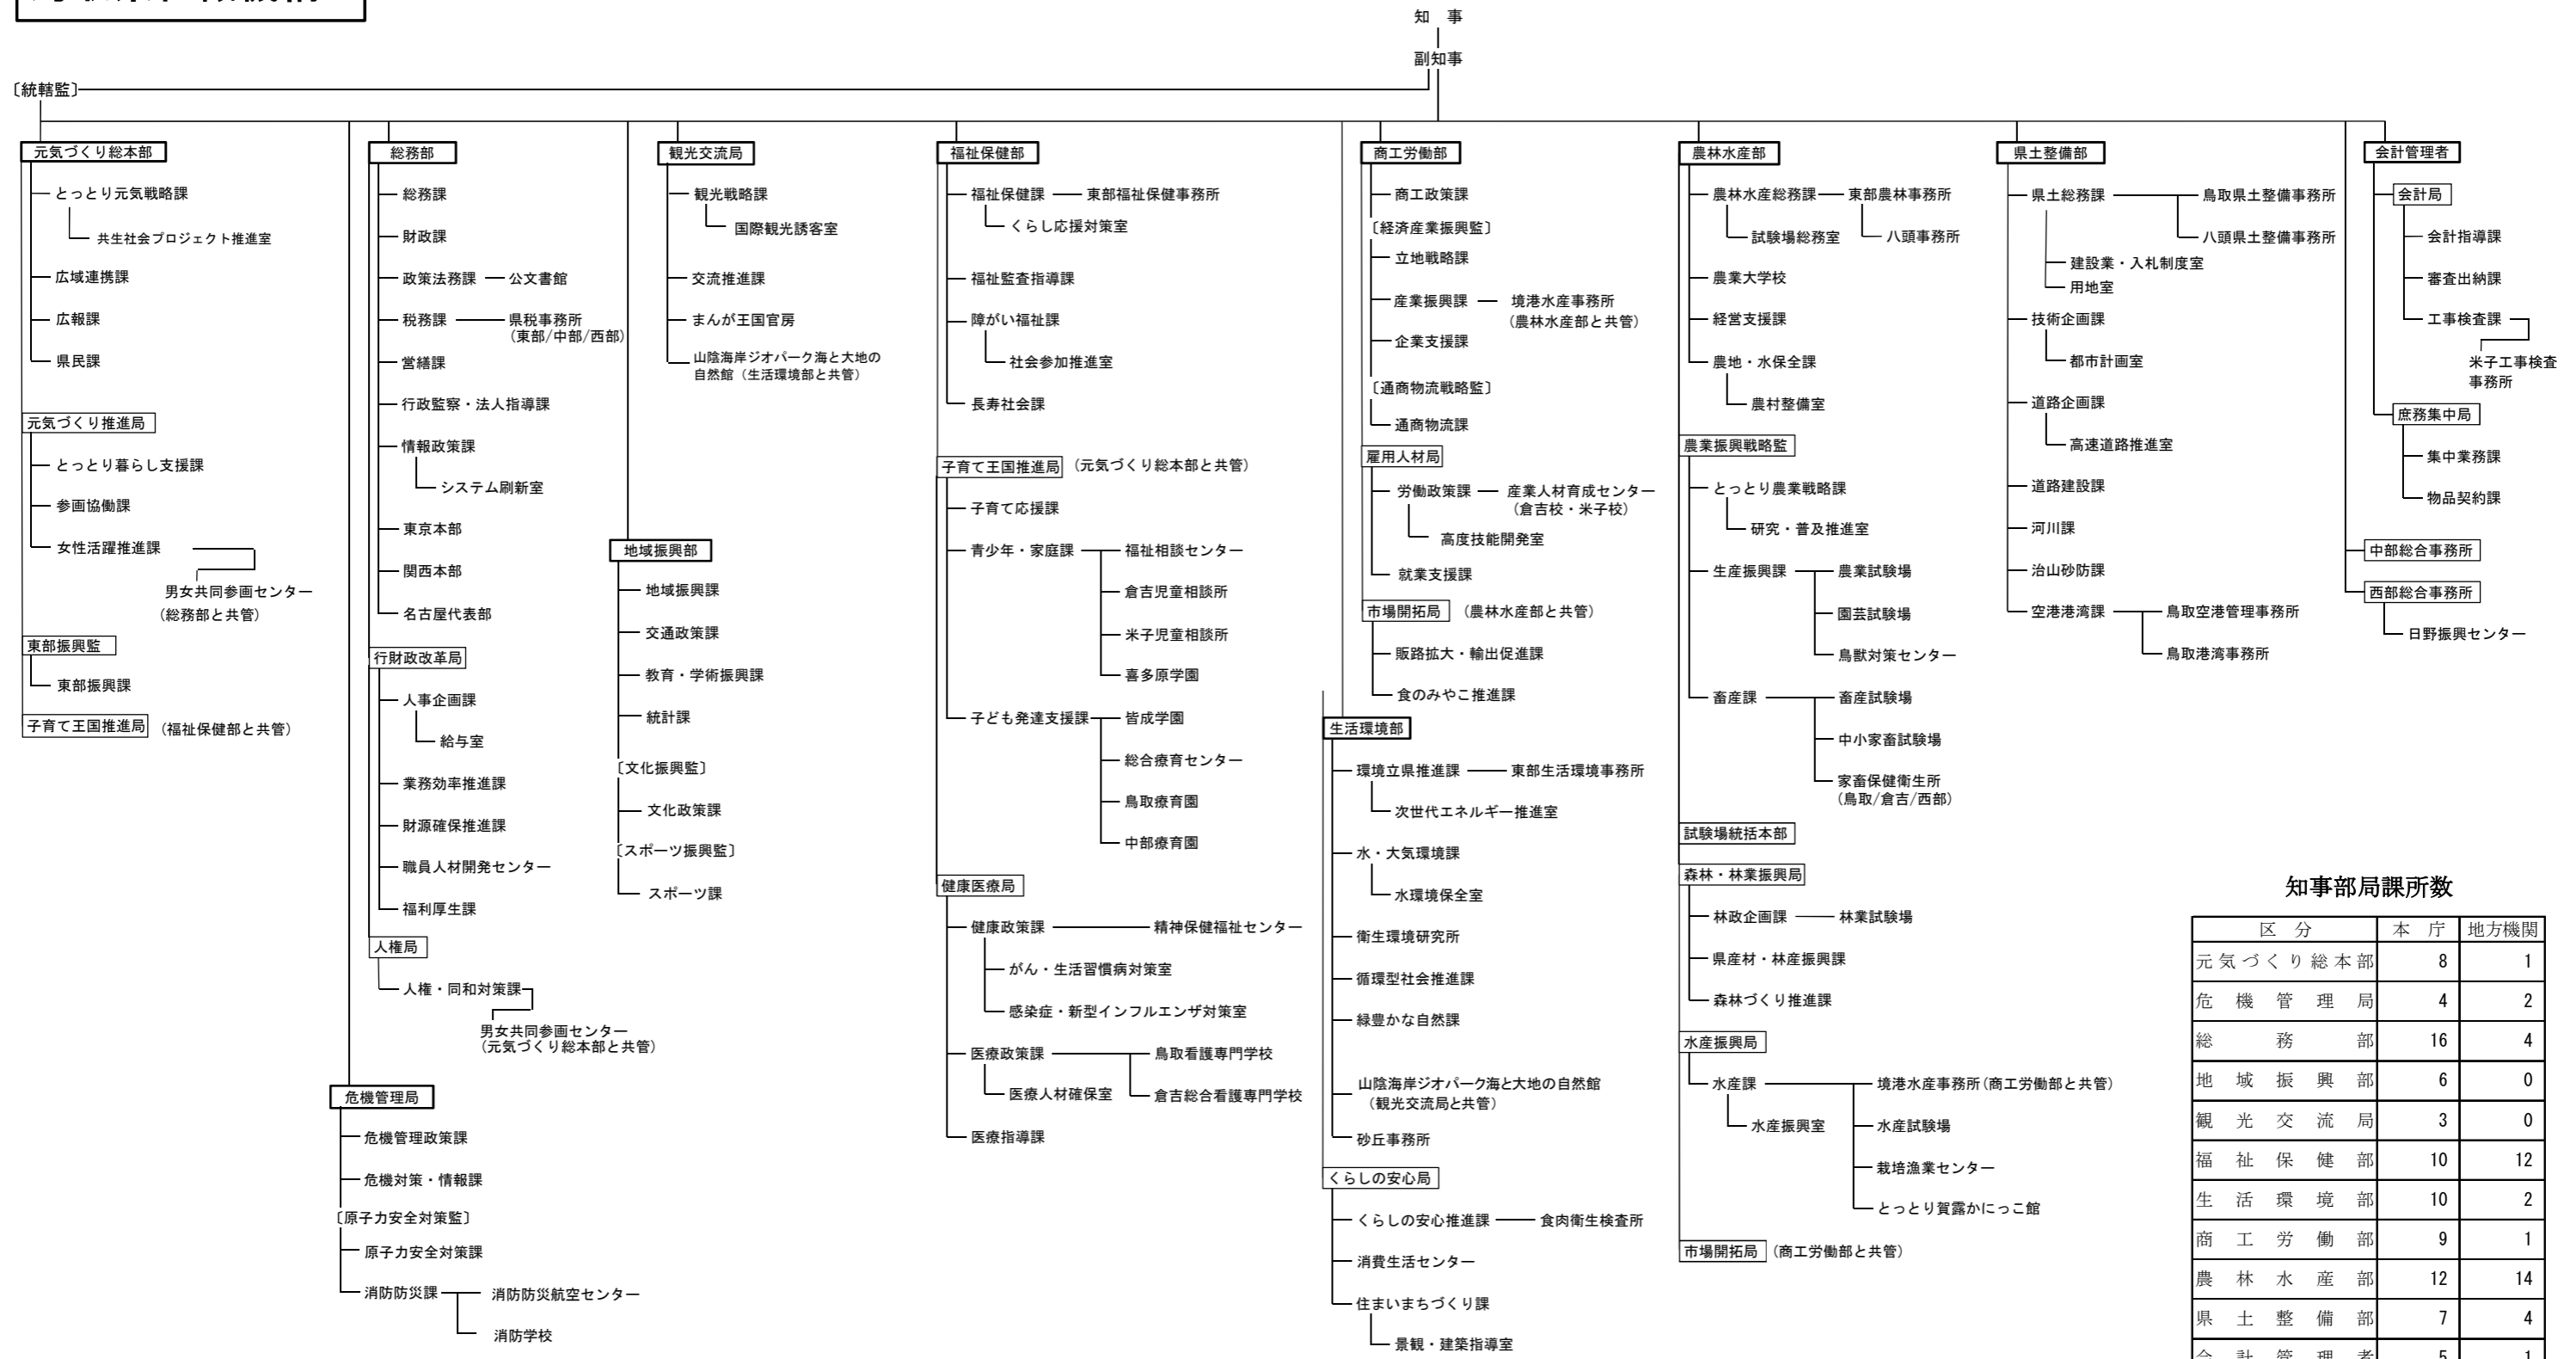 知　事
副知事
〔統轄監〕
元気づくり総本部
とっとり元気戦略課
共生社会プロジェクト推進室
広域連携課
広報課
県民課
元気づくり推進局
とっとり暮らし支援課
参画協働課
女性活躍推進課
男女共同参画センター
(総務部と共管)
東部振興監
東部振興課
子育て王国推進局 (福祉保健部と共管)
総務部
総務課
財政課
政策法務課 公文書館
税務課 県税事務所
(東部/中部/西部)
営繕課
行政監察・法人指導課
情報政策課
システム刷新室
東京本部
関西本部
名古屋代表部
行財政改革局
人事企画課
給与室
業務効率推進課
財源確保推進課
職員人材開発センター
福利厚生課
人権局
人権・同和対策課
男女共同参画センター
(元気づくり総本部と共管)
危機管理局
危機管理政策課
危機対策・情報課
〔原子力安全対策監〕
原子力安全対策課
消防防災課 消防防災航空センター
消防学校
観光交流局
観光戦略課
国際観光誘客室
交流推進課
まんが王国官房
山陰海岸ジオパーク海と大地の
自然館（生活環境部と共管）
地域振興部
地域振興課
交通政策課
教育・学術振興課
統計課
〔文化振興監〕
文化政策課
〔スポーツ振興監〕
スポーツ課
福祉保健部
福祉保健課 東部福祉保健事務所
くらし応援対策室
福祉監査指導課
障がい福祉課
社会参加推進室
長寿社会課
子育て王国推進局 (元気づくり総本部と共管)
子育て応援課
青少年・家庭課 福祉相談センター
倉吉児童相談所
米子児童相談所
喜多原学園
子ども発達支援課 皆成学園
総合療育センター
鳥取療育園
中部療育園
健康医療局
健康政策課 精神保健福祉センター
がん・生活習慣病対策室
感染症・新型インフルエンザ対策室
医療政策課 鳥取看護専門学校
医療人材確保室 倉吉総合看護専門学校
医療指導課
商工労働部
商工政策課
〔経済産業振興監〕
立地戦略課
産業振興課 境港水産事務所
(農林水産部と共管)
企業支援課
〔通商物流戦略監〕
通商物流課
雇用人材局
労働政策課 産業人材育成センター
(倉吉校・米子校)
高度技能開発室
就業支援課
市場開拓局 (農林水産部と共管)
販路拡大・輸出促進課
食のみやこ推進課
生活環境部
環境立県推進課 東部生活環境事務所
次世代エネルギー推進室
水・大気環境課
水環境保全室
衛生環境研究所
循環型社会推進課
緑豊かな自然課
山陰海岸ジオパーク海と大地の自然館
(観光交流局と共管)
砂丘事務所
くらしの安心局
くらしの安心推進課 食肉衛生検査所
消費生活センター
住まいまちづくり課
景観・建築指導室
農林水産部
農林水産総務課 東部農林事務所
試験場総務室 八頭事務所
農業大学校
経営支援課
農地・水保全課
農村整備室
農業振興戦略監
とっとり農業戦略課
研究・普及推進室
生産振興課 農業試験場
園芸試験場
鳥獣対策センター
畜産課 畜産試験場
中小家畜試験場
家畜保健衛生所
(鳥取/倉吉/西部)
試験場統括本部
森林・林業振興局
林政企画課 林業試験場
県産材・林産振興課
森林づくり推進課
水産振興局
水産課 境港水産事務所(商工労働部と共管)
水産振興室 水産試験場
栽培漁業センター
とっとり賀露かにっこ館
市場開拓局 (商工労働部と共管)
県土整備部
県土総務課 鳥取県土整備事務所
八頭県土整備事務所
建設業・入札制度室
用地室
技術企画課
都市計画室
道路企画課
高速道路推進室
道路建設課
河川課
治山砂防課
空港港湾課 鳥取空港管理事務所
鳥取港湾事務所
会計管理者
会計局
会計指導課
審査出納課
工事検査課
米子工事検査
事務所
庶務集中局
集中業務課
物品契約課
中部総合事務所
西部総合事務所
日野振興センター
知事部局課所数
区　分 本　庁 地方機関
元気づくり総本部 8 1
危機管理局 4 2
総務部 16 4
地域振興部 6 0
観光交流局 3 0
福祉保健部 10 12
生活環境部 10 2
商工労働部 9 1
農林水産部 12 14
県土整備部 7 4
会計管理者 5 1